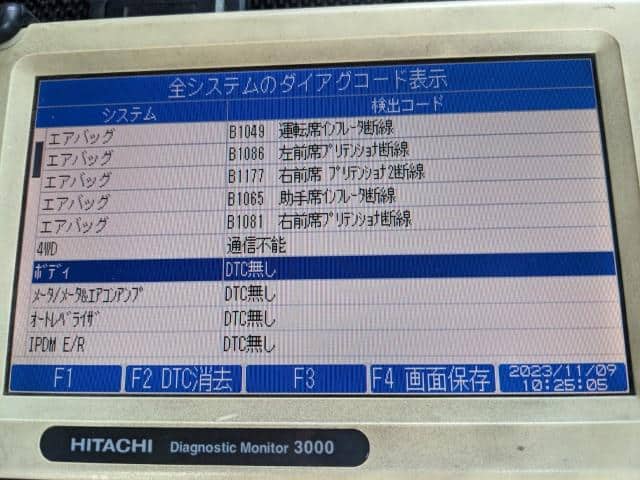 全システムのダイアグコード表示
システム 検出コード
エアバッグ B1049 運転席インフレータ断線
エアバッグ B1086 左前席プリテンショナ断線
エアバッグ B1177 右前席 プリテンショナ2断線
エアバッグ B1065 助手席インフレータ断線
エアバッグ B1081 右前席プリテンショナ断線
4WD 通信不能
ボディ DTC無し
メータ/メータ&エアコンアンプ DTC無し
オートレベライザ DTC無し
IPDM E/R DTC無し
F1 F2 DTC消去 F3 F4 画面保存 2023/11/09
10:25:05
HITACHI Diagnostic Monitor 3000